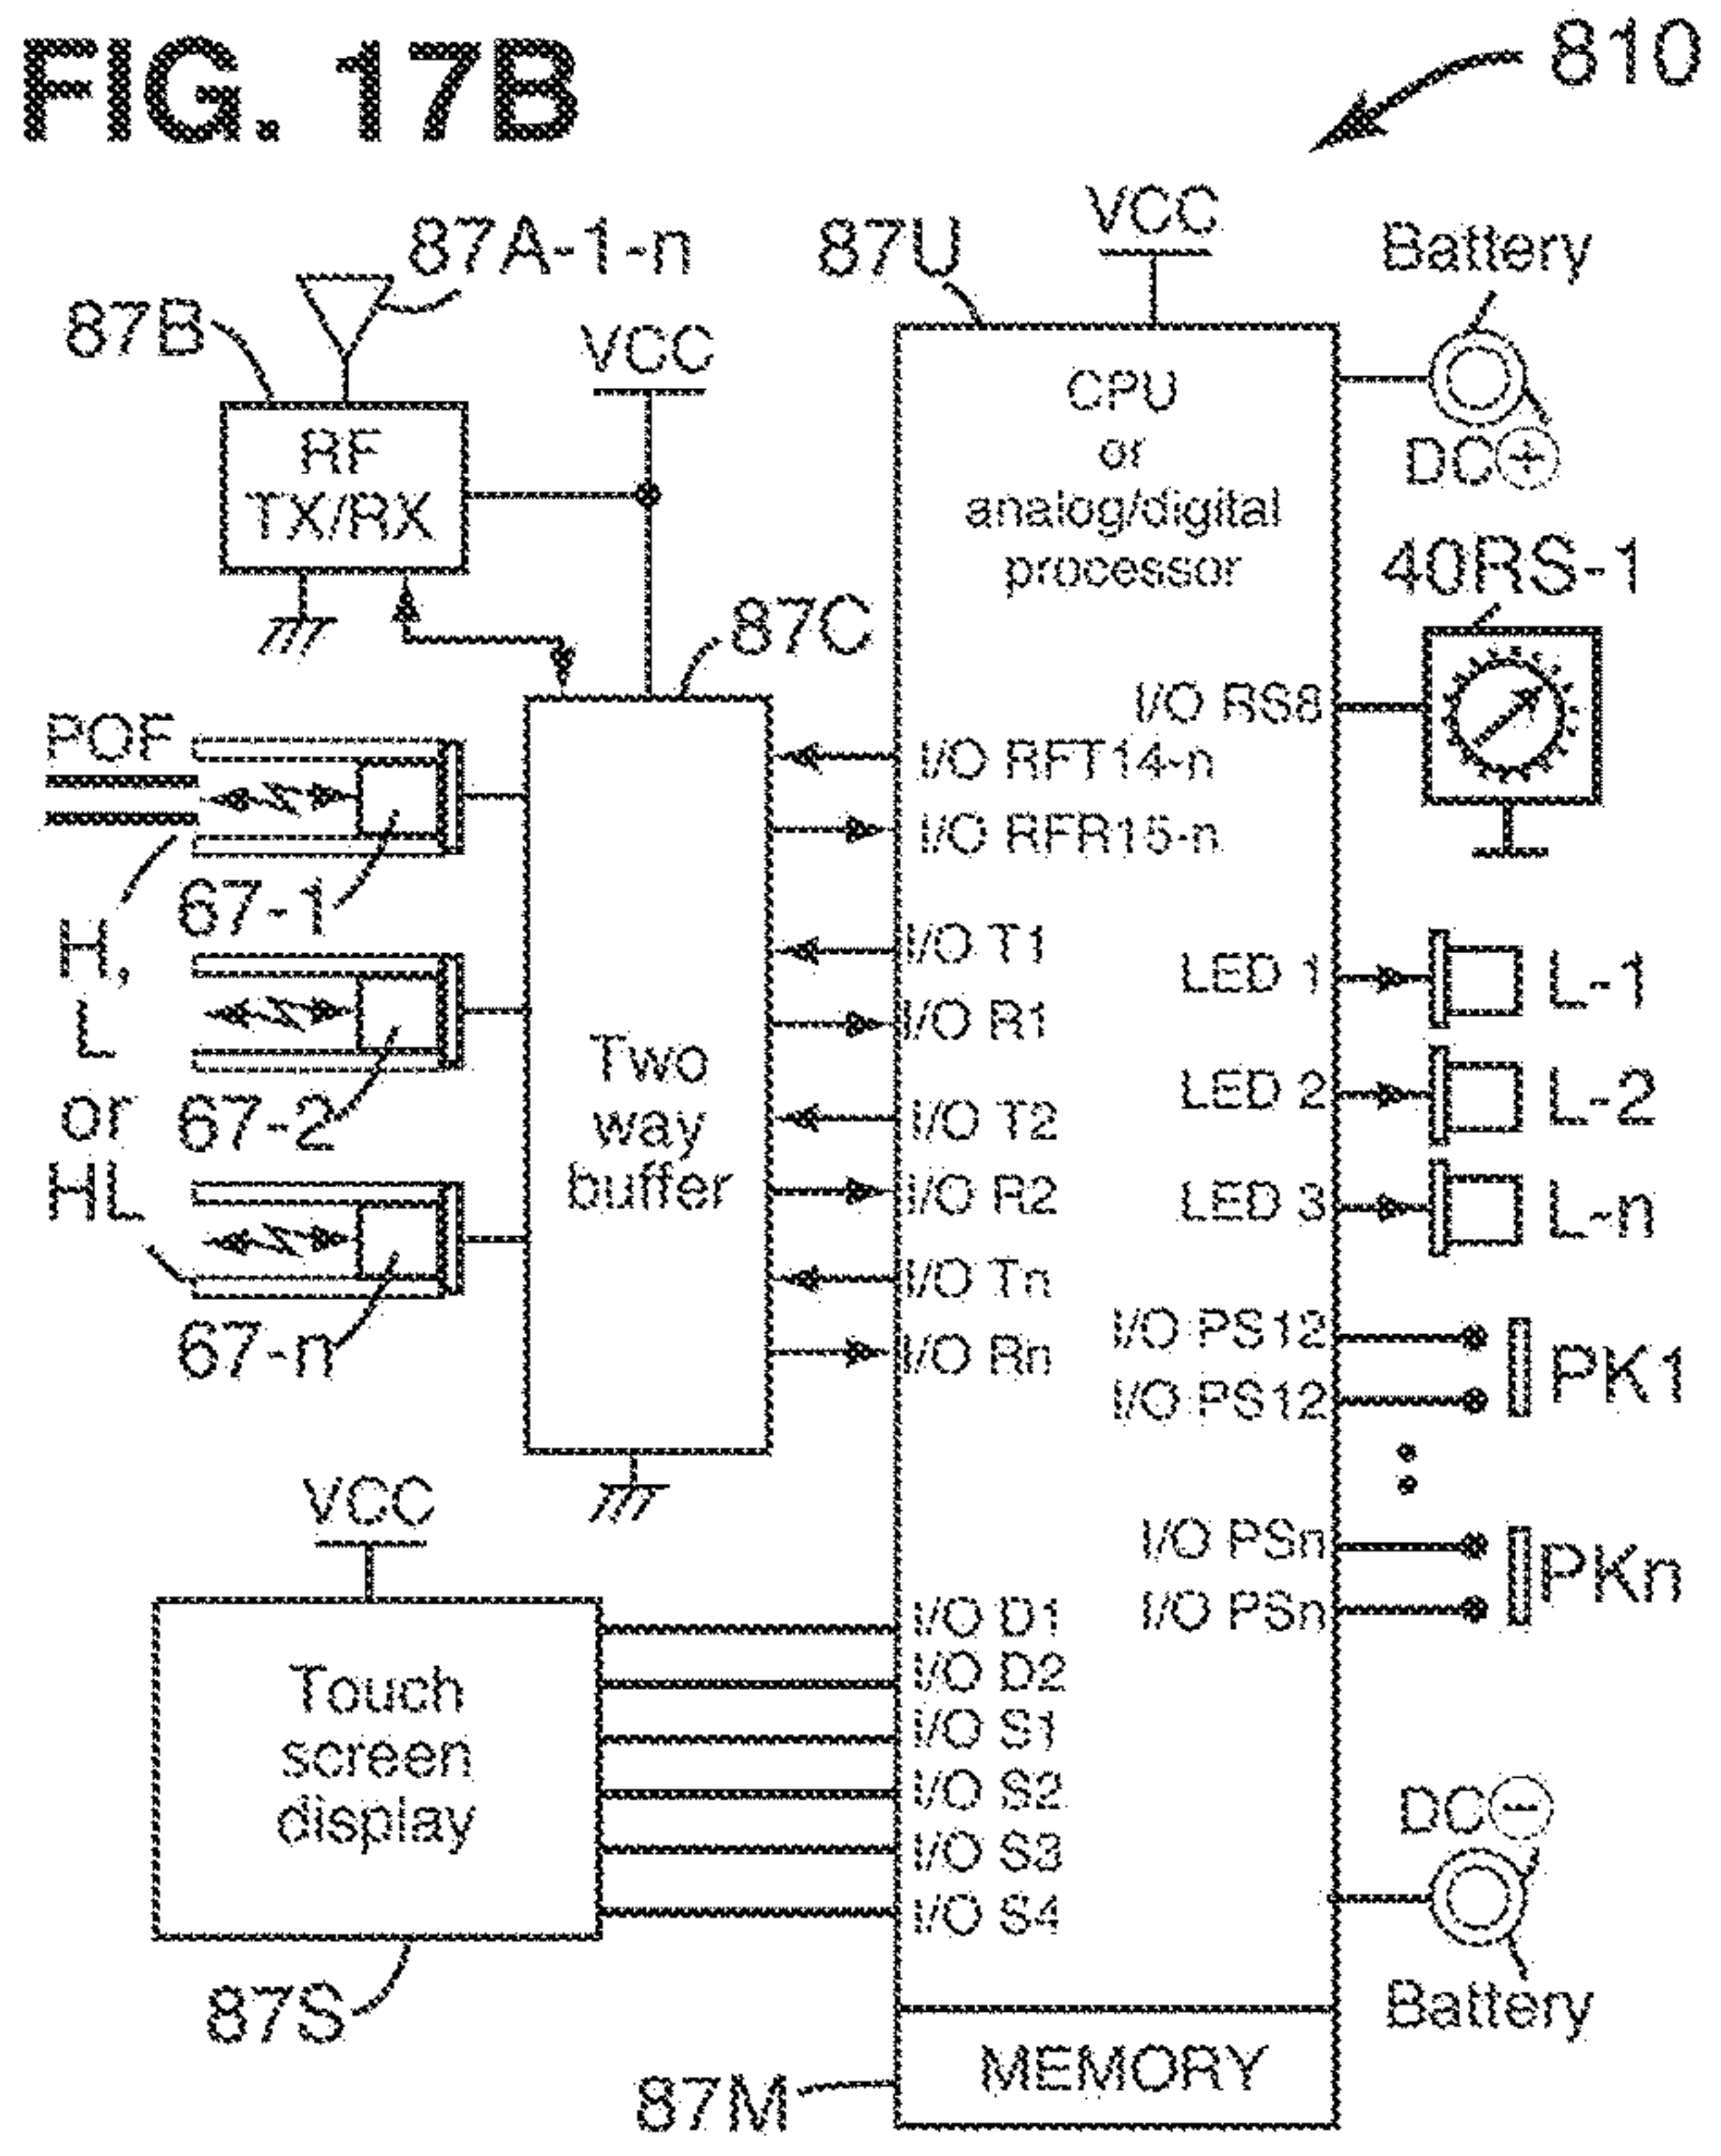 FIG. 17B
810
87A-1-n
87B
VCC
RF
TX/RX
87U
VCC
Battery
CPU
or
analog/digital
processor
DC+
40RS-1
87C
I/O RS8
POF
67-1
H,
L
or
HL
67-2
67-n
Two
way
buffer
I/O RFT14-n
I/O RFR15-n
I/O T1
I/O R1
I/O T2
I/O R2
I/O Tn
I/O Rn
LED 1
L-1
LED 2
L-2
LED 3
L-n
I/O PS12
I/O PS12
PK1
I/O PSn
I/O PSn
PKn
VCC
Touch
screen
display
87S
I/O D1
I/O D2
I/O S1
I/O S2
I/O S3
I/O S4
DC−
Battery
MEMORY
87M